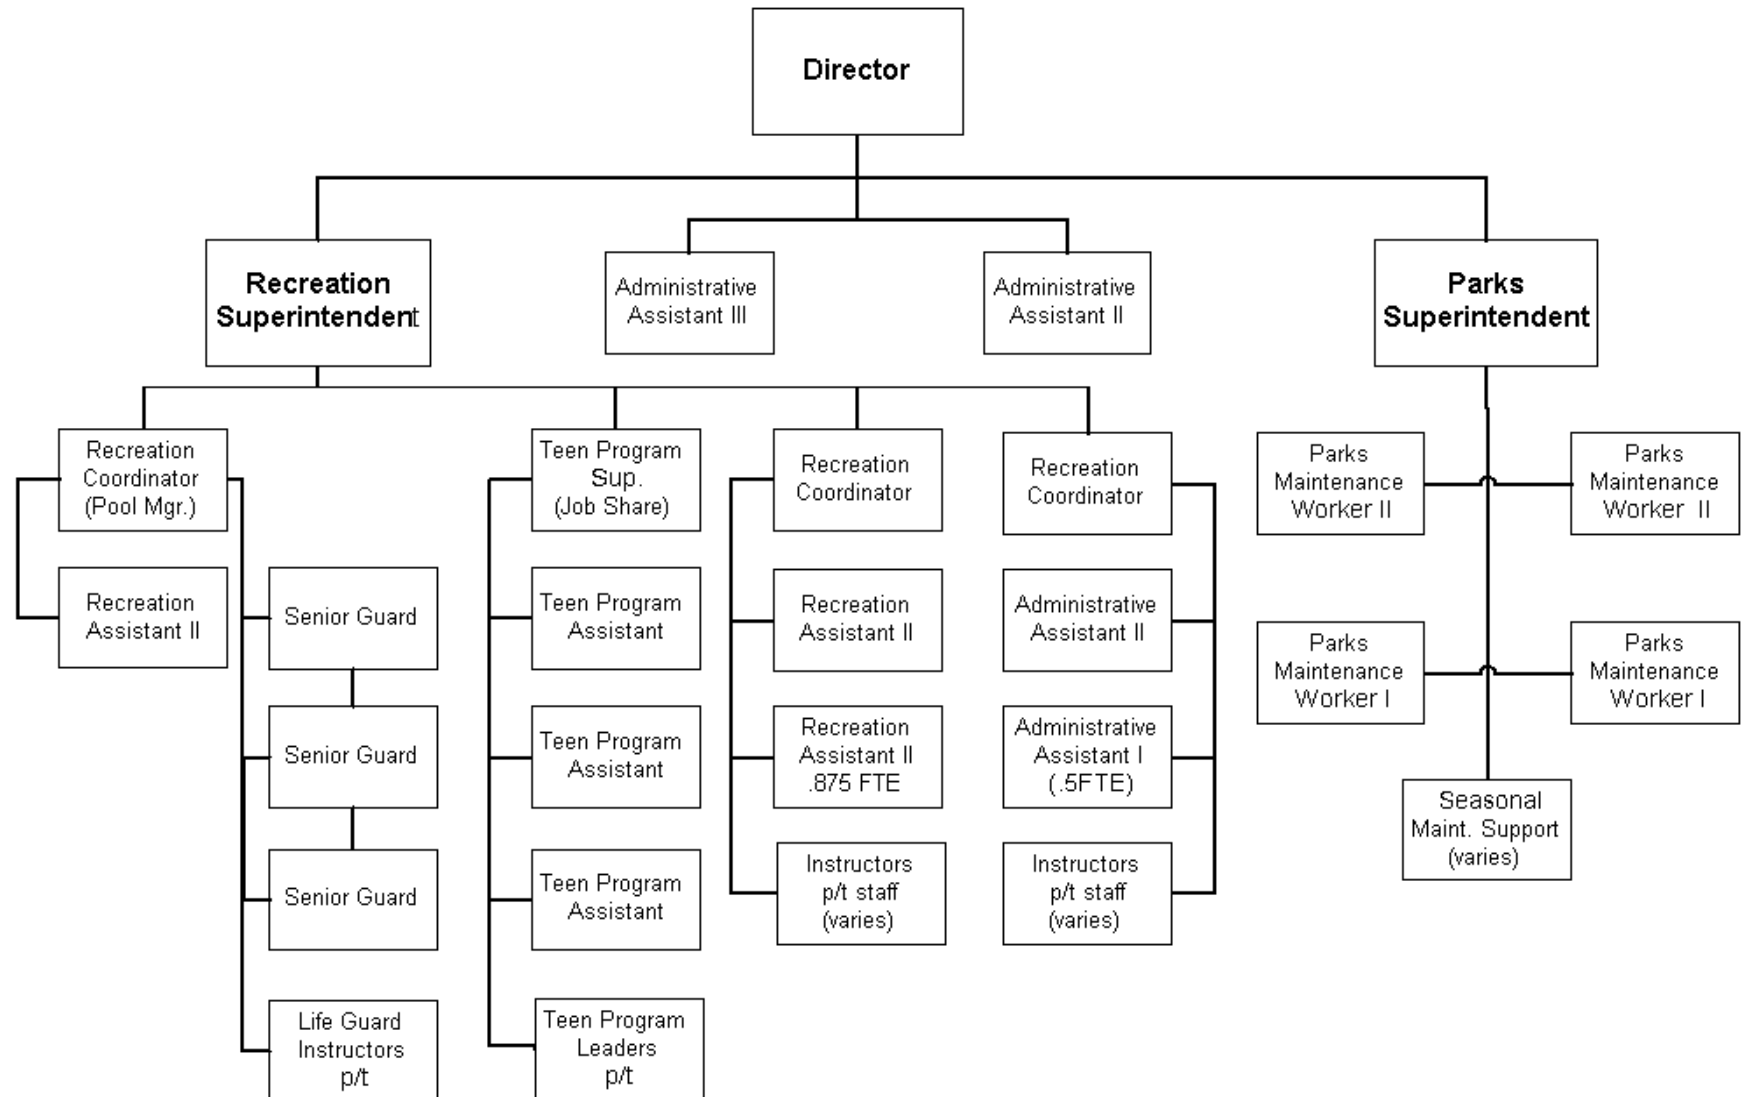 Director
Recreation
Superintendent
Administrative
Assistant III
Administrative
Assistant II
Parks
Superintendent
Recreation
Coordinator
(Pool Mgr.)
Teen Program
Sup.
(Job Share)
Recreation
Coordinator
Recreation
Coordinator
Parks
Maintenance
Worker II
Parks
Maintenance
Worker II
Recreation
Assistant II
Senior Guard
Teen Program
Assistant
Recreation
Assistant II
Administrative
Assistant II
Parks
Maintenance
Worker I
Parks
Maintenance
Worker I
Senior Guard
Teen Program
Assistant
Recreation
Assistant II
.875 FTE
Administrative
Assistant I
(.5FTE)
Seasonal
Maint. Support
(varies)
Senior Guard
Teen Program
Assistant
Instructors
p/t staff
(varies)
Instructors
p/t staff
(varies)
Life Guard
Instructors
p/t
Teen Program
Leaders
p/t